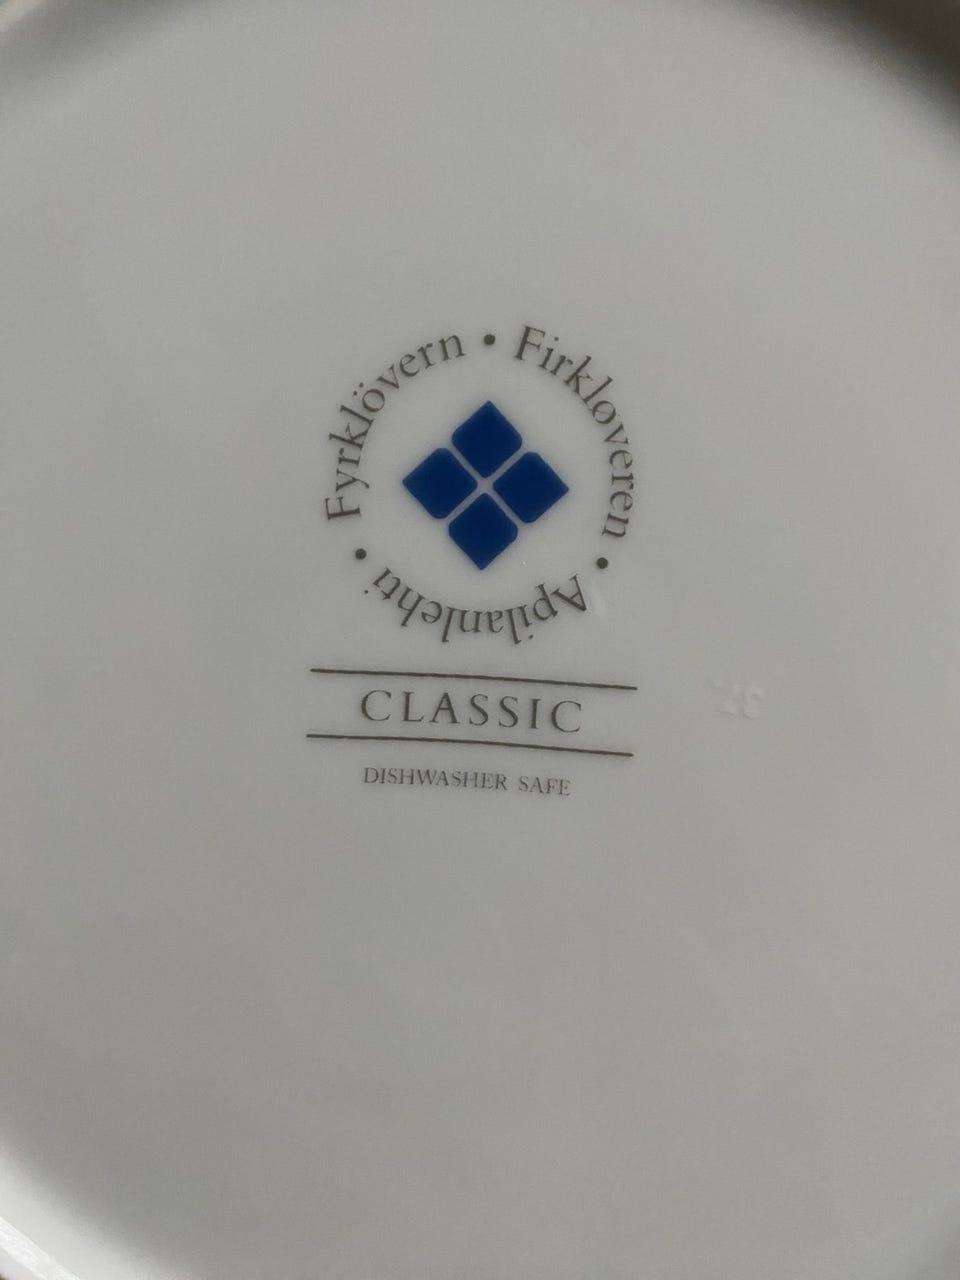 Fyrklövern • Firkløveren • Apilanlehti •
CLASSIC
DISHWASHER SAFE